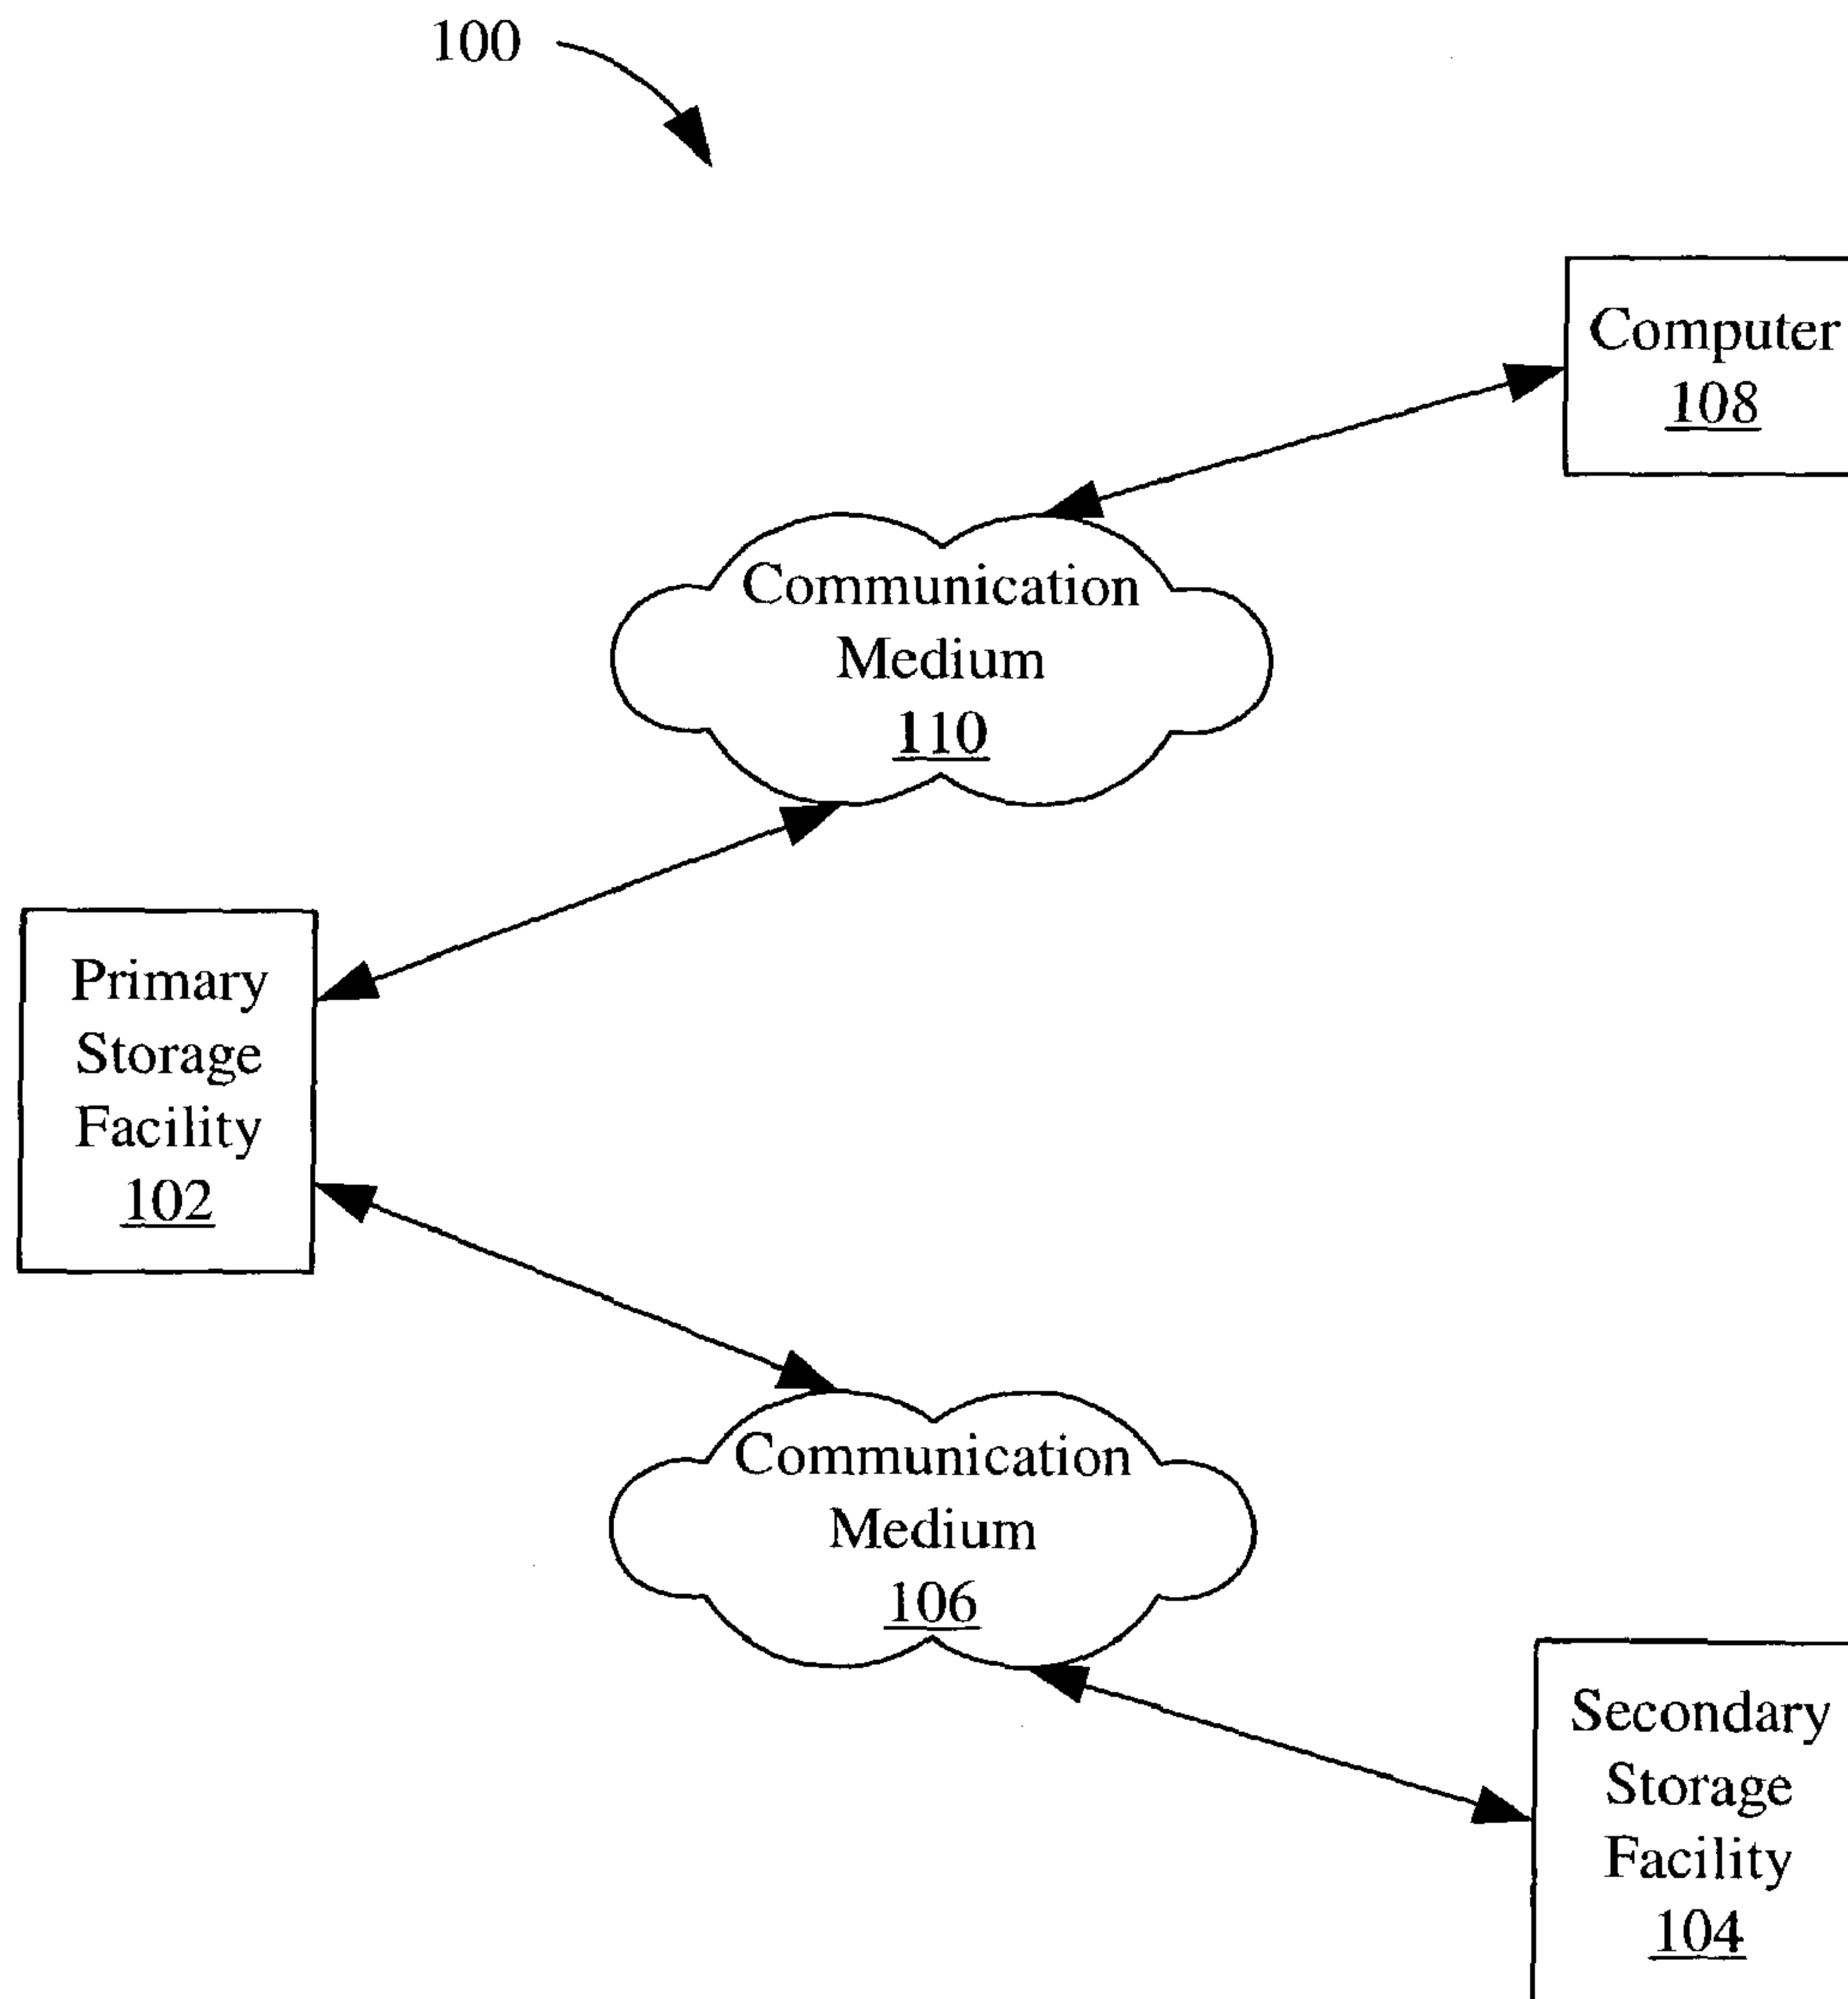 100
Computer
108
Communication
Medium
110
Primary
Storage
Facility
102
Communication
Medium
106
Secondary
Storage
Facility
104